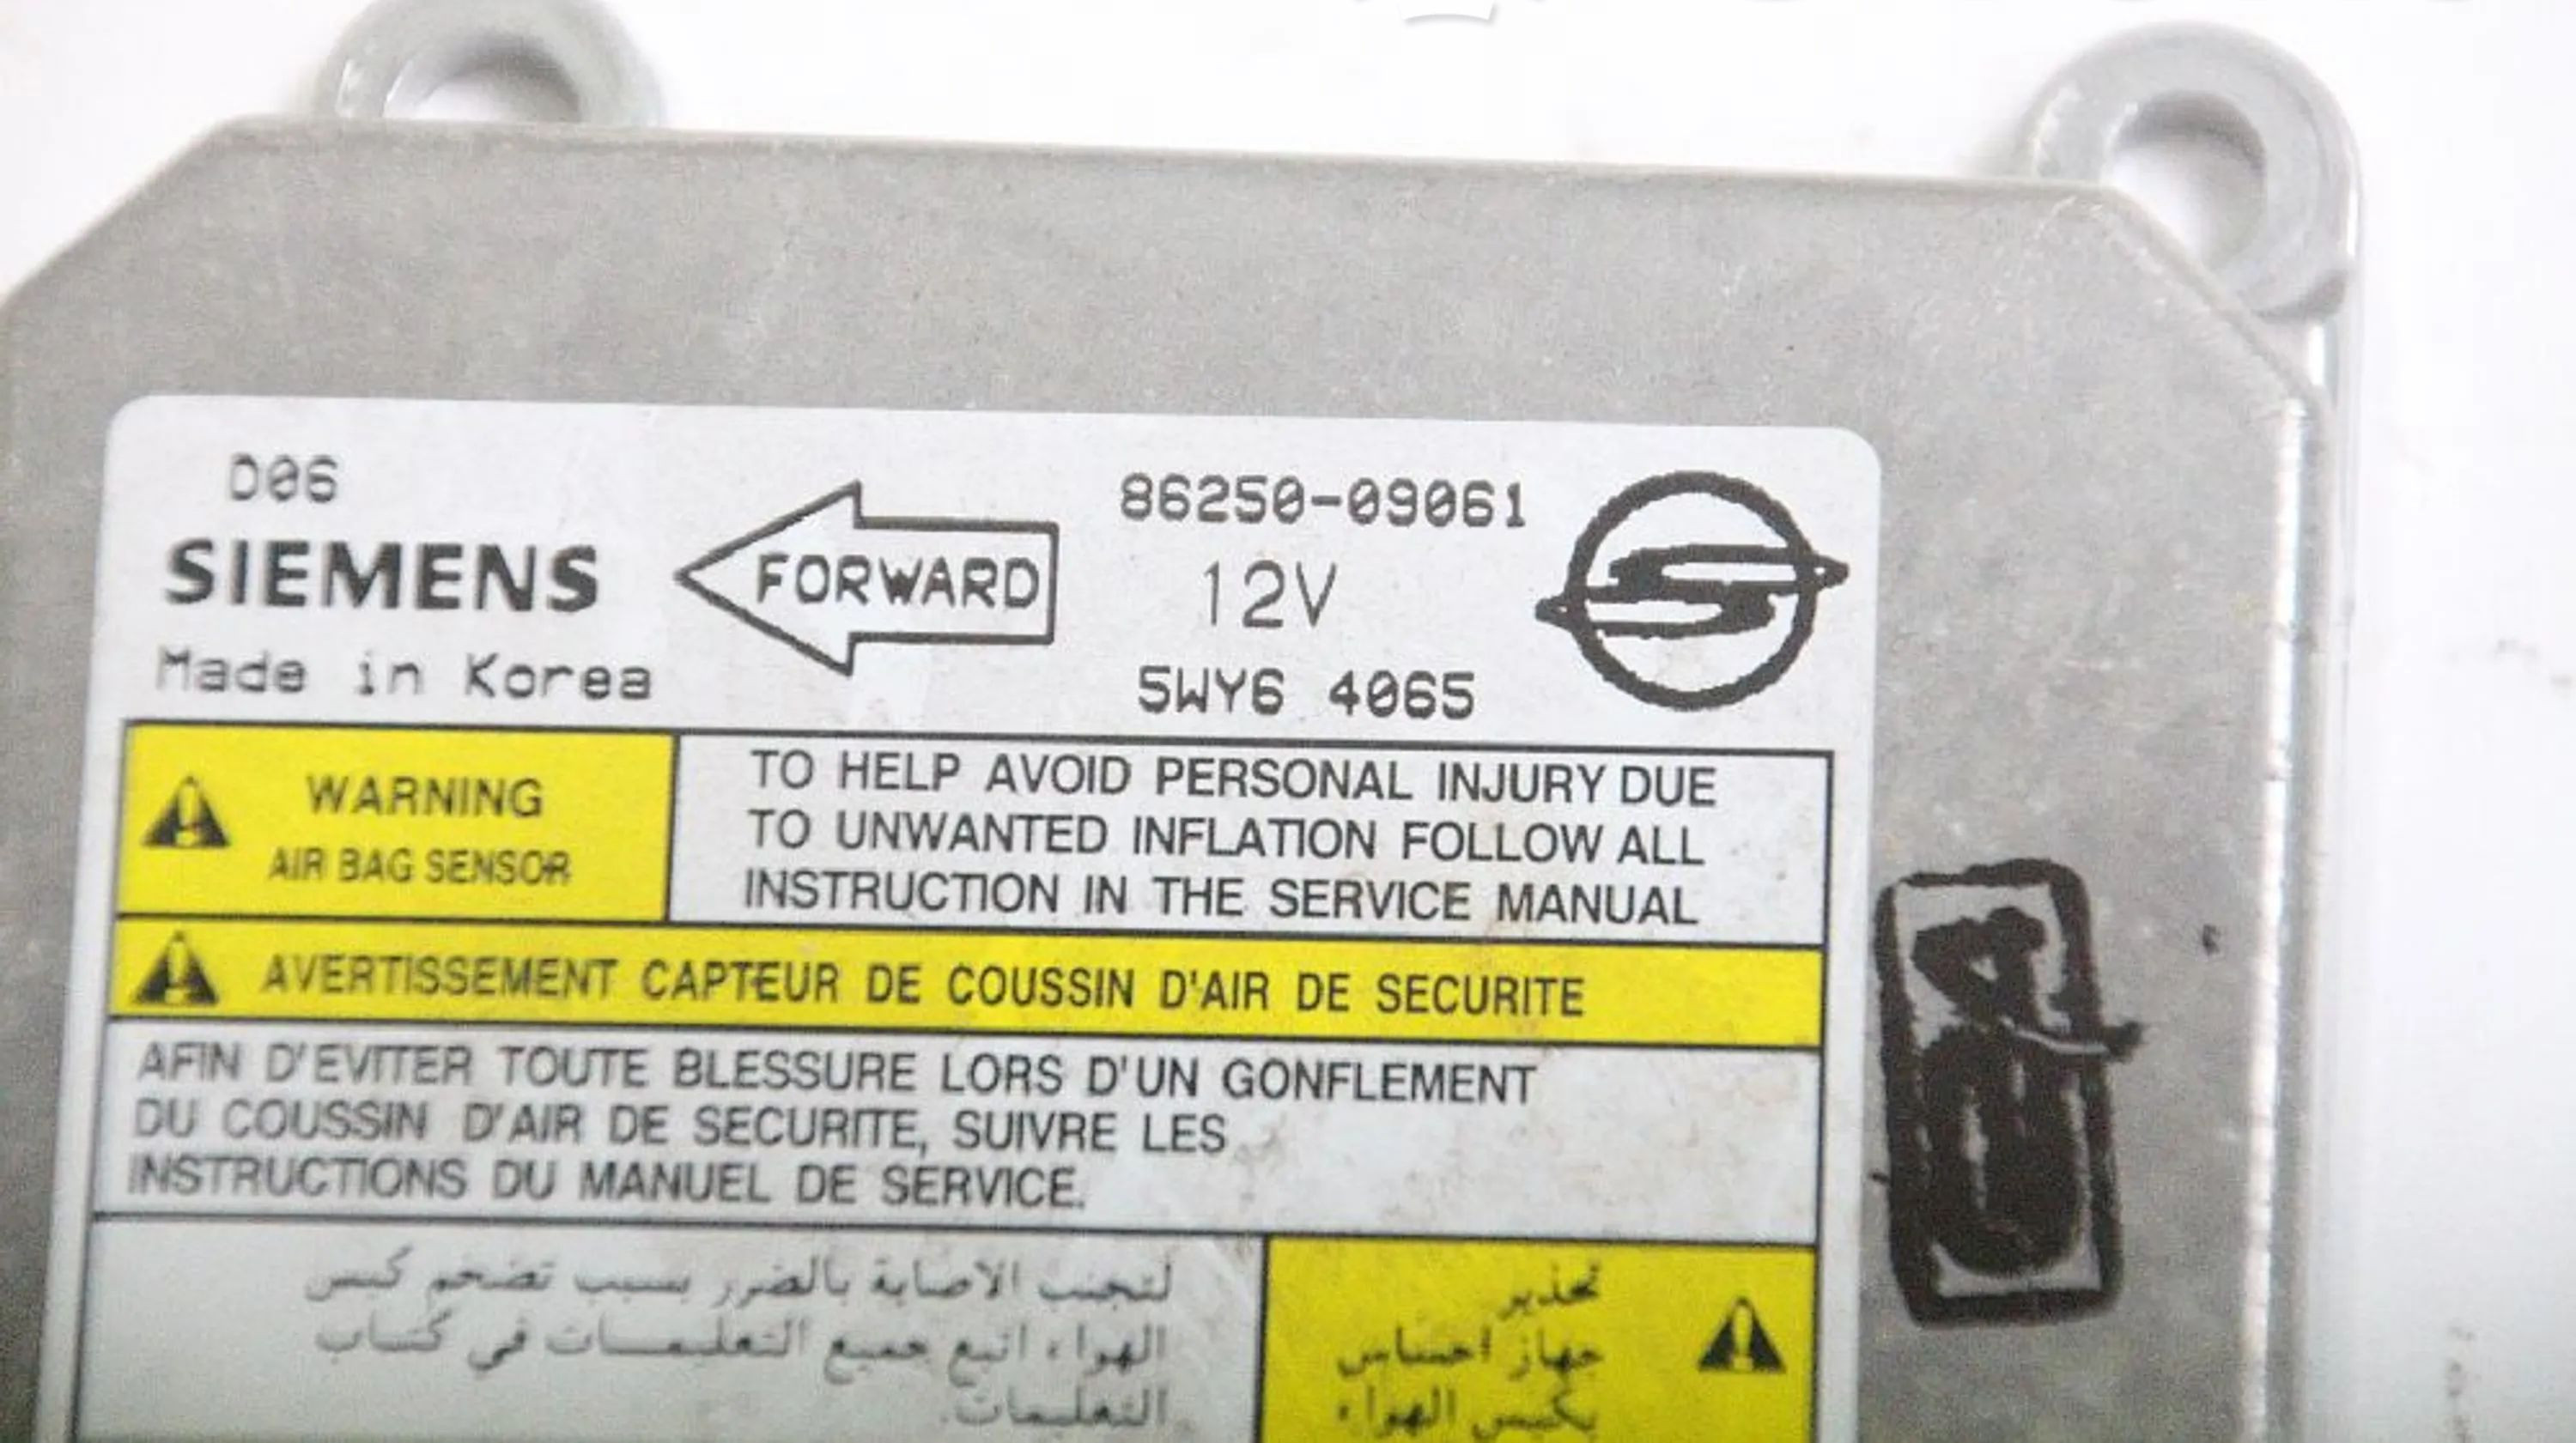 D06
SIEMENS
Made in Korea
FORWARD
86250-09061
12V
5WY6 4065
WARNING
AIR BAG SENSOR
TO HELP AVOID PERSONAL INJURY DUE
TO UNWANTED INFLATION FOLLOW ALL
INSTRUCTION IN THE SERVICE MANUAL
AVERTISSEMENT CAPTEUR DE COUSSIN D'AIR DE SECURITE
AFIN D'EVITER TOUTE BLESSURE LORS D'UN GONFLEMENT
DU COUSSIN D'AIR DE SECURITE, SUIVRE LES
INSTRUCTIONS DU MANUEL DE SERVICE.
تحذير
جهاز احساس
بكيس الهواء
لتجنب الاصابة بالضرر بسبب تضخم كيس
الهواء اتبع جميع التعليمات في كتاب
التعليمات.